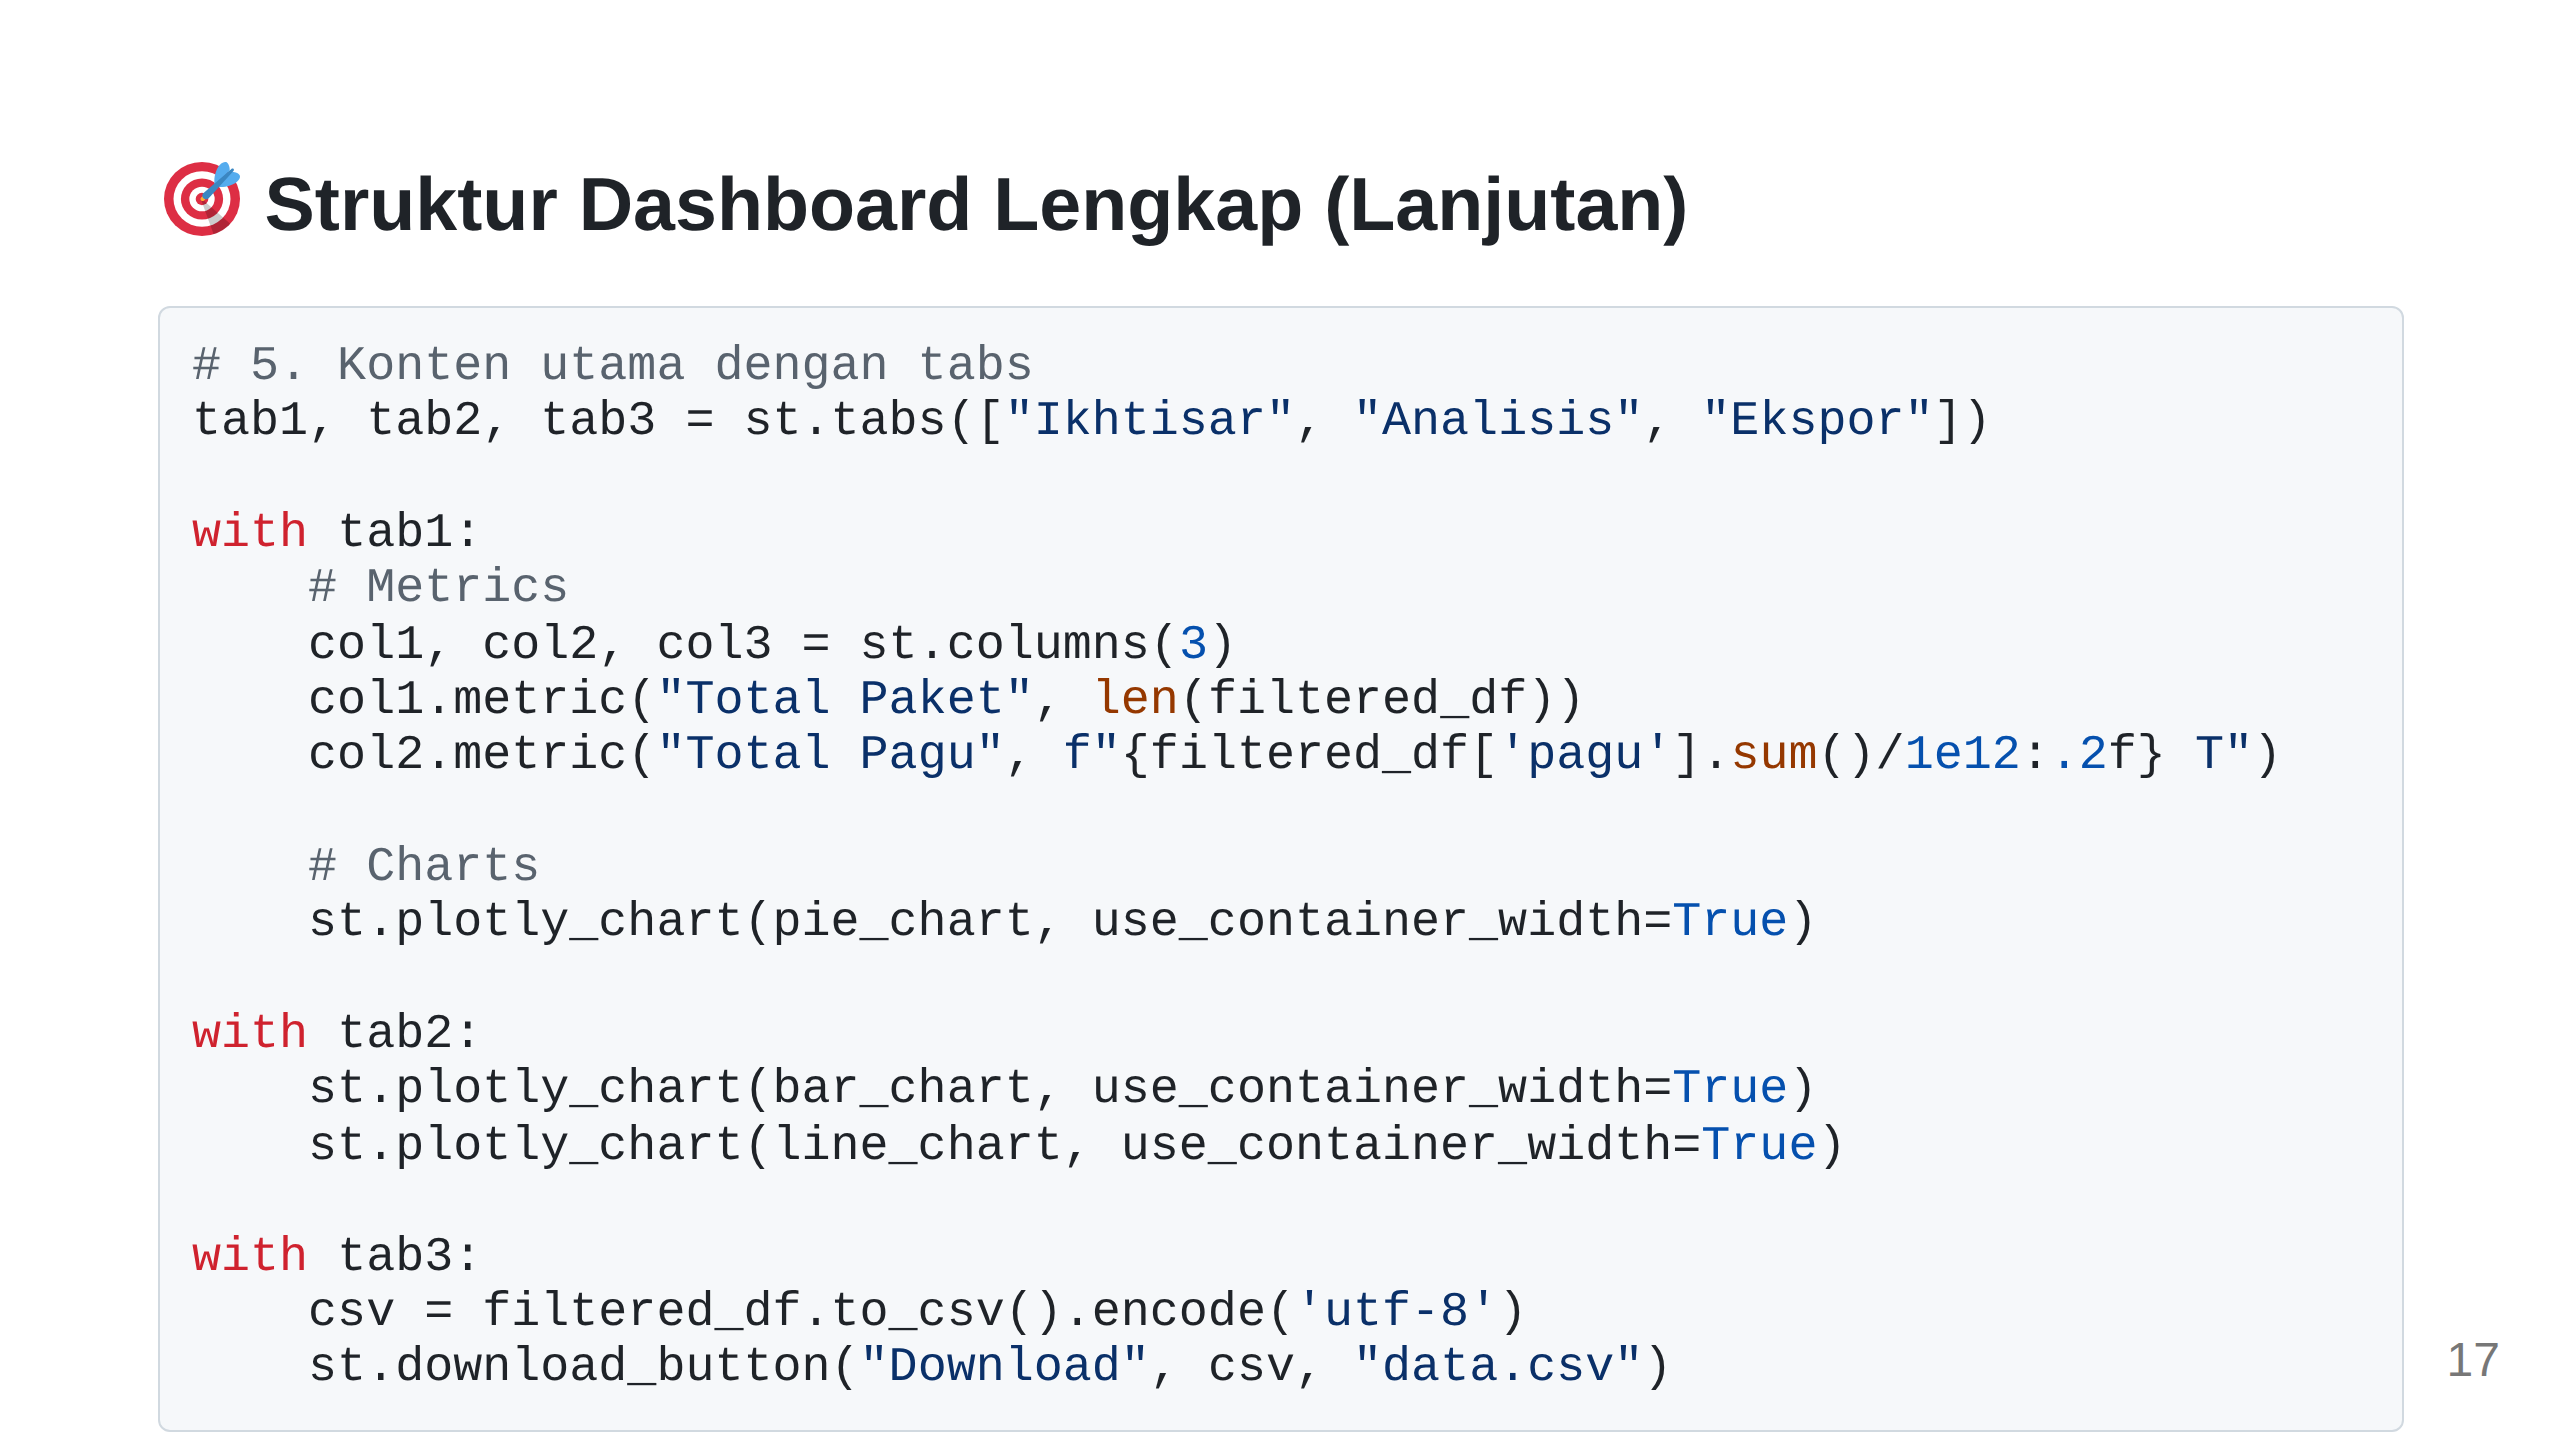 🎯 Struktur Dashboard Lengkap (Lanjutan)
# 5. Konten utama dengan tabs
tab1, tab2, tab3 = st.tabs(["Ikhtisar", "Analisis", "Ekspor"])

with tab1:
    # Metrics
    col1, col2, col3 = st.columns(3)
    col1.metric("Total Paket", len(filtered_df))
    col2.metric("Total Pagu", f"{filtered_df['pagu'].sum()/1e12:.2f} T")

    # Charts
    st.plotly_chart(pie_chart, use_container_width=True)

with tab2:
    st.plotly_chart(bar_chart, use_container_width=True)
    st.plotly_chart(line_chart, use_container_width=True)

with tab3:
    csv = filtered_df.to_csv().encode('utf-8')
    st.download_button("Download", csv, "data.csv")
17